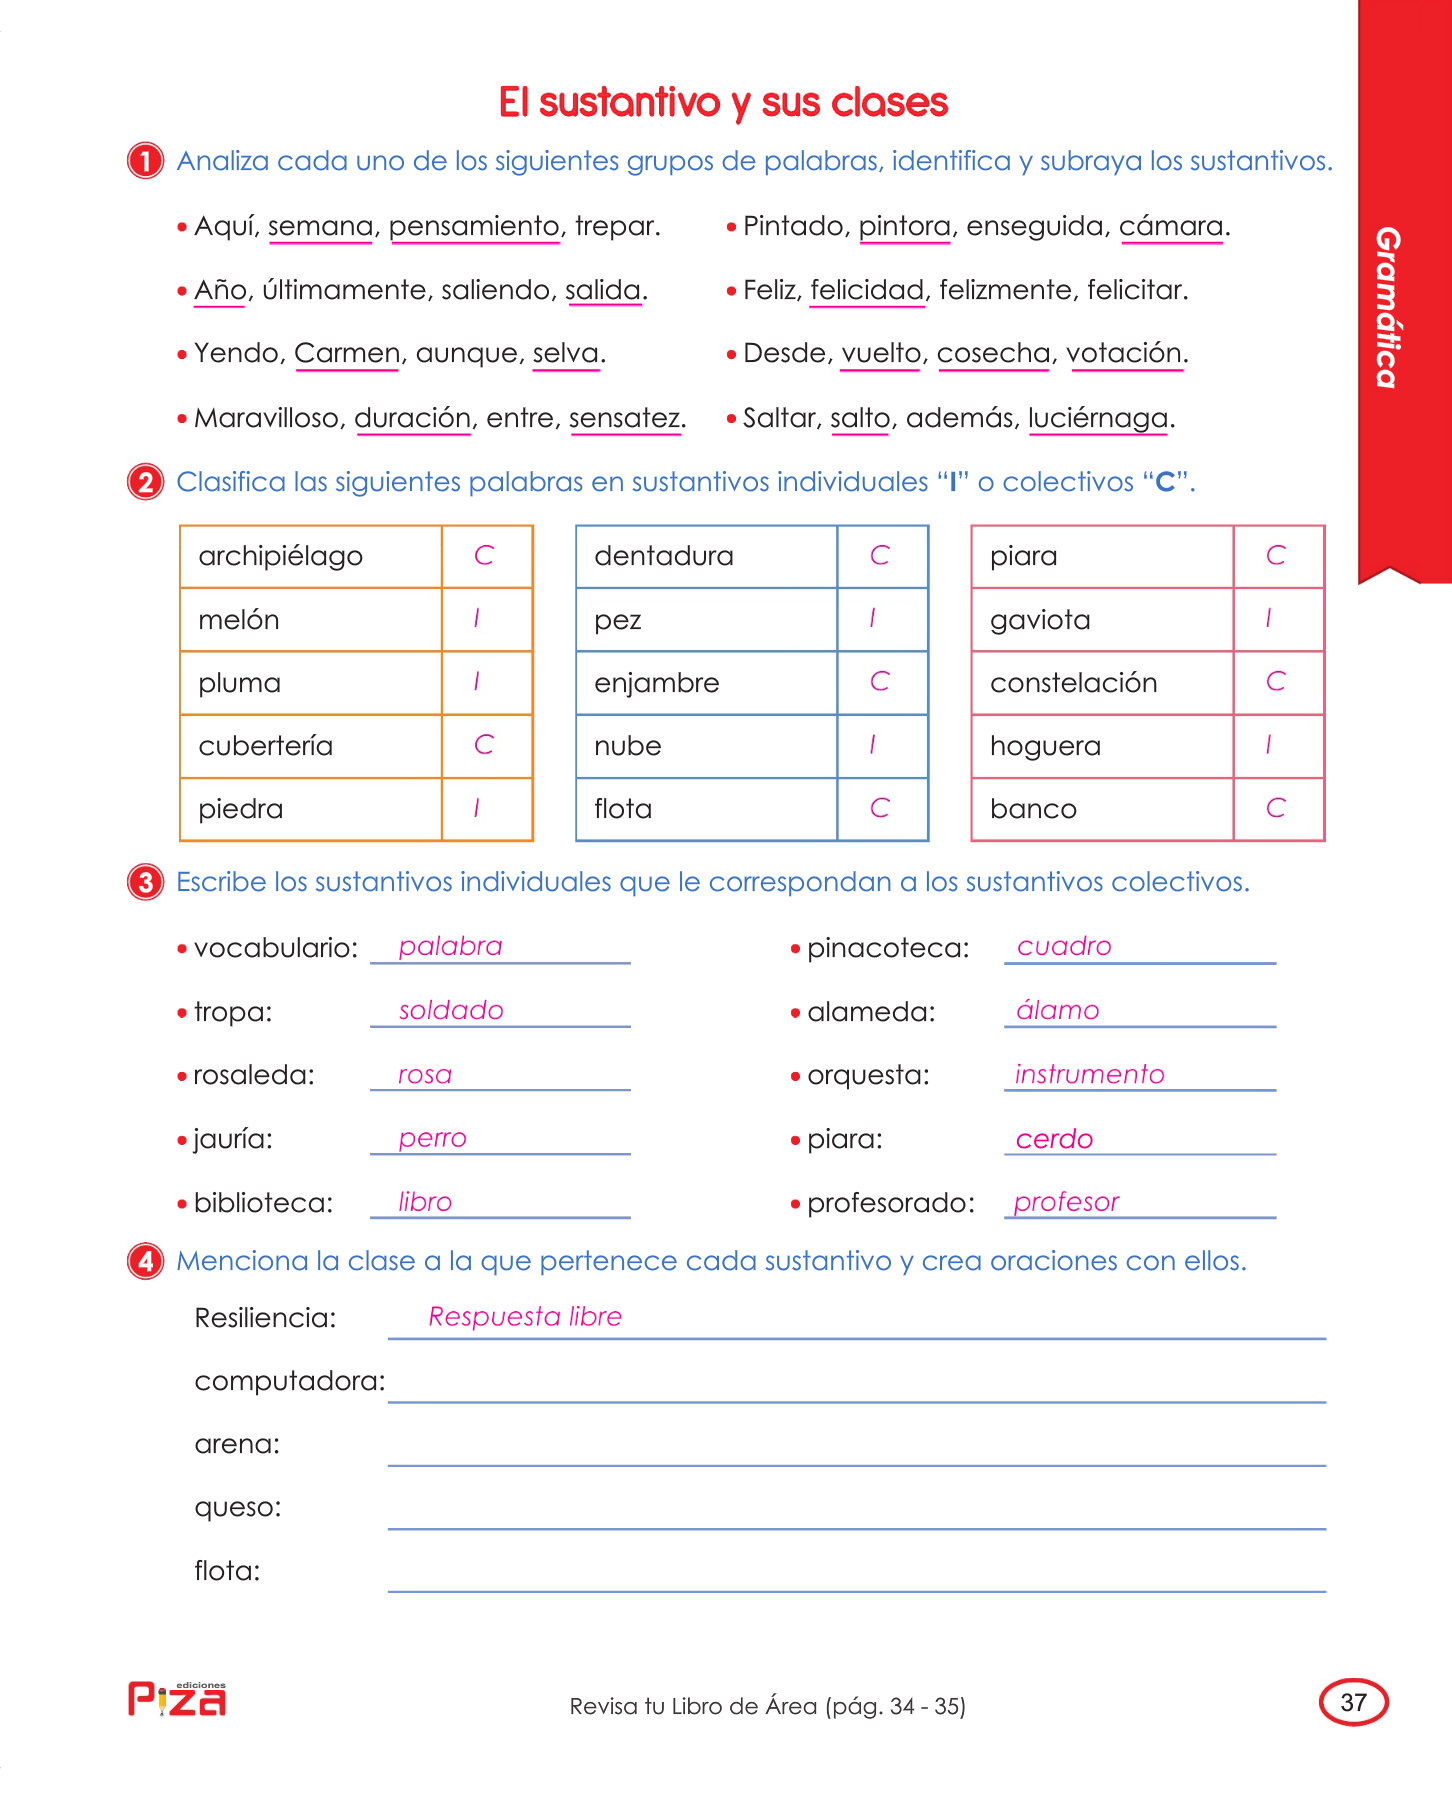 El sustantivo y sus clases
1 Analiza cada uno de los siguientes grupos de palabras, identifica y subraya los sustantivos.
• Aquí, semana, pensamiento, trepar.
• Año, últimamente, saliendo, salida.
• Yendo, Carmen, aunque, selva.
• Maravilloso, duración, entre, sensatez.
• Pintado, pintora, enseguida, cámara.
• Feliz, felicidad, felizmente, felicitar.
• Desde, vuelto, cosecha, votación.
• Saltar, salto, además, luciérnaga.
Gramática
2 Clasifica las siguientes palabras en sustantivos individuales “I” o colectivos “C”.
archipiélago C
melón I
pluma I
cubertería C
piedra I
dentadura C
pez I
enjambre C
nube I
flota C
piara C
gaviota I
constelación C
hoguera I
banco C
3 Escribe los sustantivos individuales que le correspondan a los sustantivos colectivos.
• vocabulario: palabra
• tropa: soldado
• rosaleda: rosa
• jauría: perro
• biblioteca: libro
• pinacoteca: cuadro
• alameda: álamo
• orquesta: instrumento
• piara: cerdo
• profesorado: profesor
4 Menciona la clase a la que pertenece cada sustantivo y crea oraciones con ellos.
Resiliencia: Respuesta libre
computadora:
arena:
queso:
flota:
ediciones
Piza
Revisa tu Libro de Área (pág. 34 - 35)
37